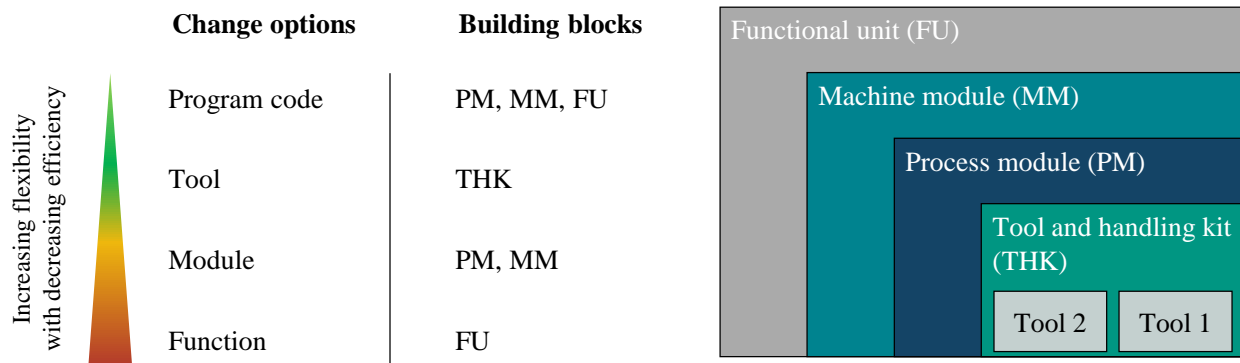 Increasing flexibility
with decreasing efficiency
Change options
Building blocks
Program code
PM, MM, FU
Tool
THK
Module
PM, MM
Function
FU
Functional unit (FU)
Machine module (MM)
Process module (PM)
Tool and handling kit
(THK)
Tool 2
Tool 1